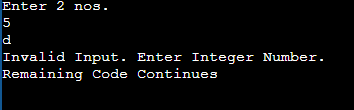 Enter 2 nos.
5
d
Invalid Input. Enter Integer Number.
Remaining Code Continues